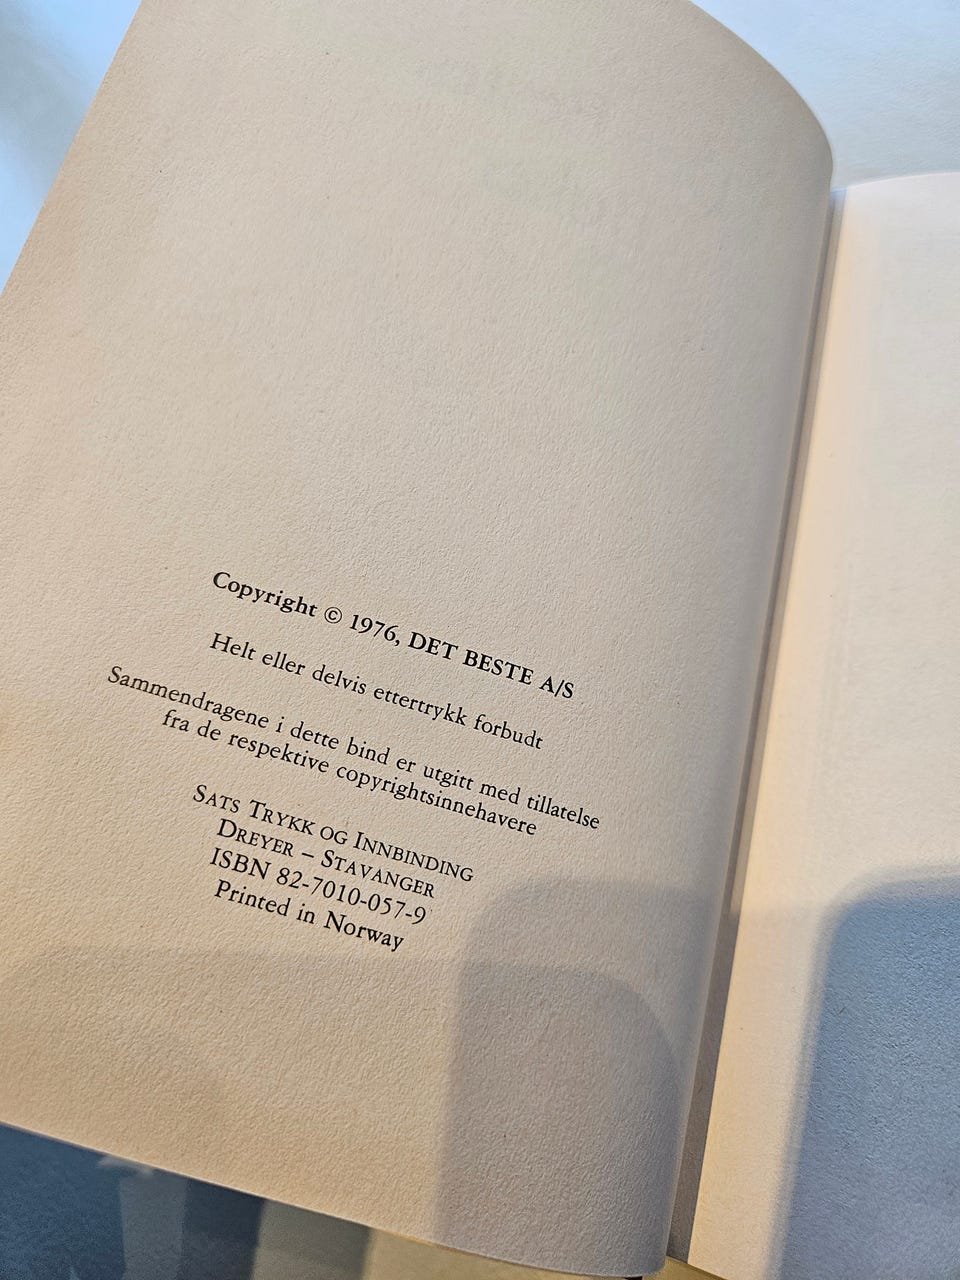 Copyright © 1976, DET BESTE A/S
Helt eller delvis ettertrykk forbudt
Sammendragene i dette bind er utgitt med tillatelse
fra de respektive copyrightsinnehavere
SATS TRYKK OG INNBINDING
DREYER – STAVANGER
ISBN 82-7010-057-9
Printed in Norway